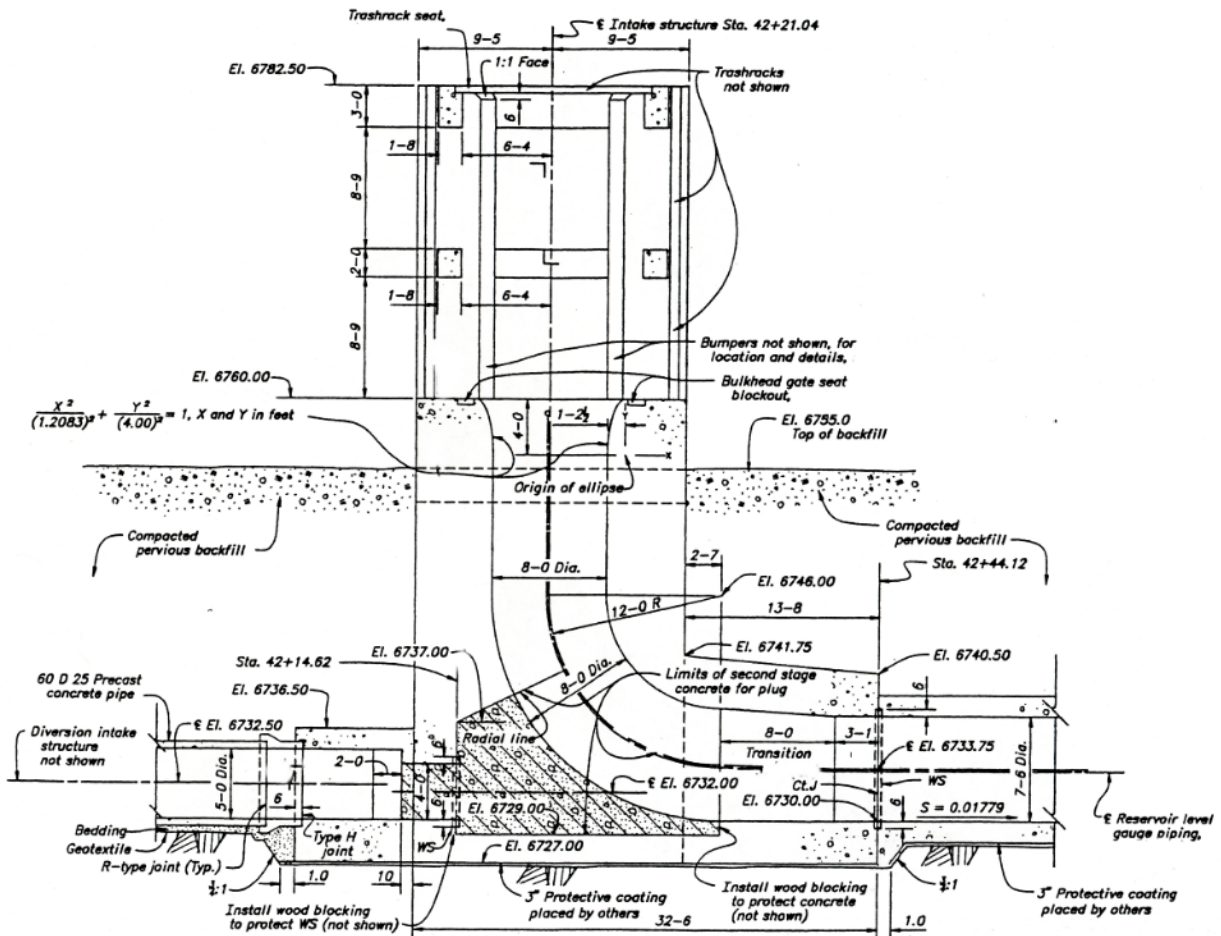 Trashrack seat,
℄ Intake structure Sta. 42+21.04
9-5
9-5
El. 6782.50
1:1 Face
Trashracks
not shown
3-0
6
1-8
6-4
8-9
2-0
1-8
6-4
8-9
Bumpers not shown, for
location and details,
El. 6760.00
Bulkhead gate seat
blockout,
X² / (1.2083)² + Y² / (4.00)² = 1, X and Y in feet
4-0
1-2½
Y
X
El. 6755.0
Top of backfill
Origin of ellipse
Compacted
pervious backfill
Compacted
pervious backfill
2-7
Sta. 42+44.12
8-0 Dia.
El. 6746.00
12-0 R
13-8
El. 6741.75
Sta. 42+14.62
El. 6737.00
El. 6740.50
60 D 25 Precast
concrete pipe
El. 6736.50
8-0 Dia.
Limits of second stage
concrete for plug
6
℄ El. 6732.50
Radial line
8-0
3-1
Diversion intake
structure
not shown
Transition
℄ El. 6733.75
2-0
6
5-0 Dia.
4-0
℄ El. 6732.00
Ct.J
WS
7-6 Dia.
6
6
El. 6729.00
El. 6730.00
6
S = 0.01779
℄ Reservoir level
gauge piping,
Bedding
Geotextile
Type H
joint
WS
El. 6727.00
R-type joint (Typ.)
½:1
1.0
10
Install wood blocking
to protect WS (not shown)
3" Protective coating
placed by others
Install wood blocking
to protect concrete
(not shown)
½:1
3" Protective coating
placed by others
32-6
1.0